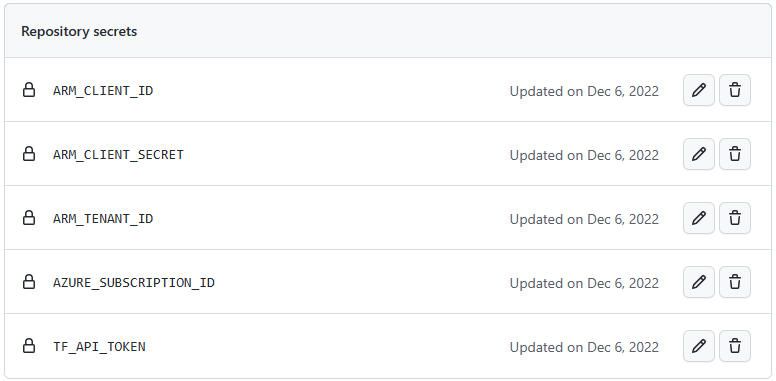 Repository secrets
ARM_CLIENT_ID Updated on Dec 6, 2022
ARM_CLIENT_SECRET Updated on Dec 6, 2022
ARM_TENANT_ID Updated on Dec 6, 2022
AZURE_SUBSCRIPTION_ID Updated on Dec 6, 2022
TF_API_TOKEN Updated on Dec 6, 2022